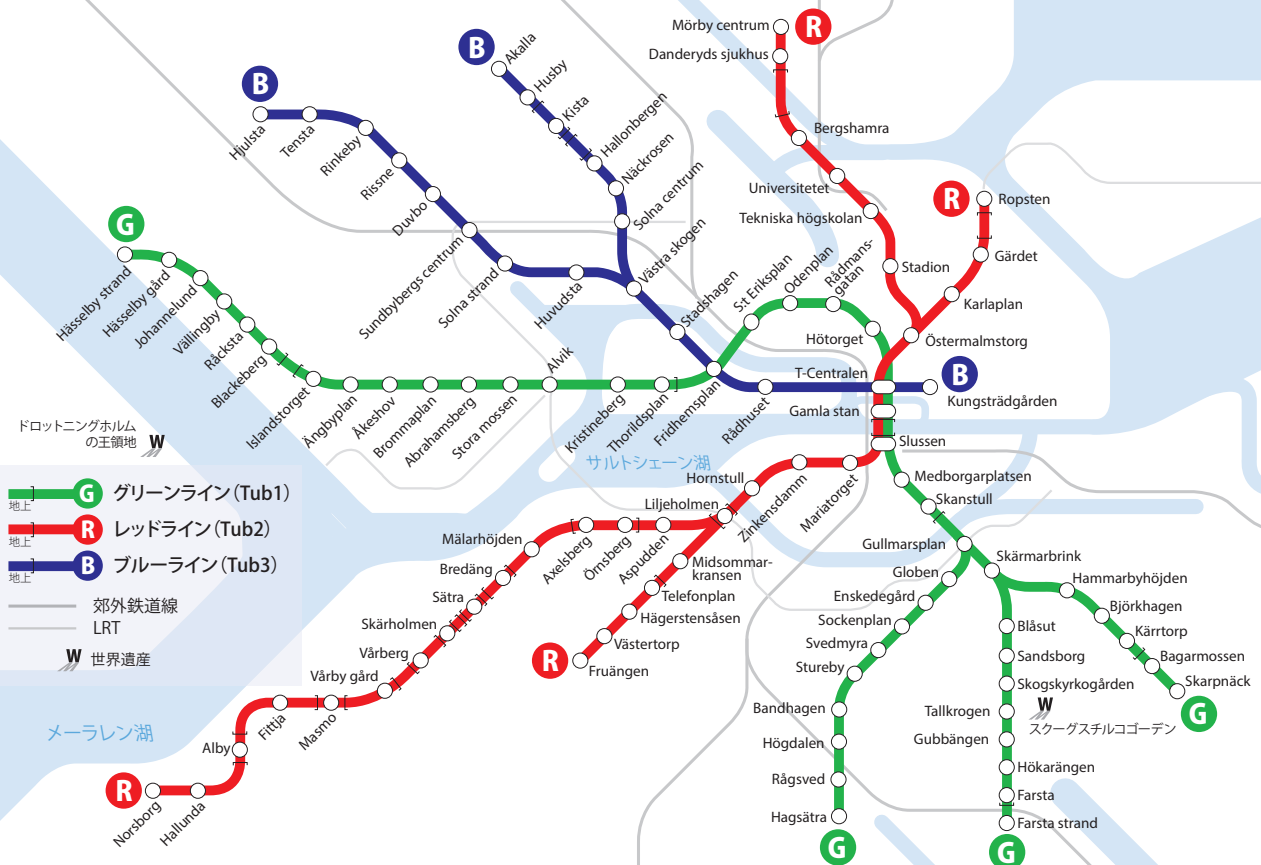 Mörby centrum
R
Danderyds sjukhus
Bergshamra
Universitetet
Tekniska högskolan
Stadion
R
Ropsten
Gärdet
Karlaplan
Östermalmstorg
B
Akalla
Husby
Kista
Hallonbergen
Näckrosen
Solna centrum
Västra skogen
Stadshagen
B
Hjulsta
Tensta
Rinkeby
Rissne
Duvbo
Sundbybergs centrum
Solna strand
Huvudsta
G
Hässelby strand
Hässelby gård
Johannelund
Vällingby
Råcksta
Blackeberg
Islandstorget
Ängbyplan
Åkeshov
Brommaplan
Abrahamsberg
Stora mossen
Alvik
Kristineberg
Thorildsplan
Fridhemsplan
St Eriksplan
Odenplan
Rådmans-
gatan
Hötorget
T-Centralen
Rådhuset
B
Kungsträdgården
Gamla stan
Slussen
Medborgarplatsen
Skanstull
Gullmarsplan
Skärmarbrink
Globen
Enskedegård
Sockenplan
Svedmyra
Stureby
Bandhagen
Högdalen
Rågsved
Hagsätra
G
Hammarbyhöjden
Björkhagen
Kärrtorp
Bagarmossen
Skarpnäck
G
Blåsut
Sandsborg
Skogskyrkogården
W
スクーグスチルコゴーデン
Tallkrogen
Gubbängen
Hökarängen
Farsta
Farsta strand
G
Mariatorget
Zinkensdamm
Hornstull
Liljeholmen
Midsommar-
kransen
Telefonplan
Hägerstensåsen
Västertorp
Fruängen
R
Aspudden
Örnsberg
Axelsberg
Mälarhöjden
Bredäng
Sätra
Skärholmen
Vårberg
Vårby gård
Masmo
Fittja
Alby
Hallunda
Norsborg
R
サルトシェーン湖
メーラレン湖
ドロットニングホルム
の王領地
W
地上 G グリーンライン（Tub1）
地上 R レッドライン（Tub2）
地上 B ブルーライン（Tub3）
郊外鉄道線
LRT
W 世界遺産